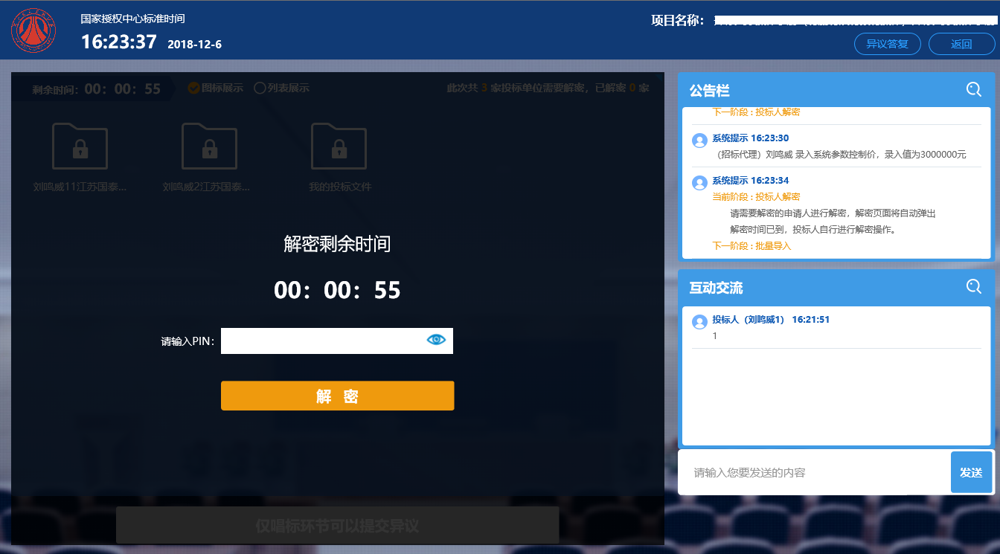 国家授权中心标准时间
16:23:37 2018-12-6
项目名称：
异议答复 返回
剩余时间：00：00：55 图标展示 列表展示 此次共 3 家投标单位需要解密，已解密 0 家
刘鸣威11江苏国泰... 刘鸣威2江苏国泰... 我的投标文件
解密剩余时间
00：00：55
请输入PIN：
解 密
仅唱标环节可以提交异议
公告栏
下一阶段 : 投标人解密
系统提示 16:23:30
（招标代理）刘鸣威 录入系统参数控制价，录入值为3000000元
系统提示 16:23:34
当前阶段 : 投标人解密
请需要解密的申请人进行解密，解密页面将自动弹出
解密时间已到，投标人自行进行解密操作。
下一阶段 : 批量导入
互动交流
投标人（刘鸣威1） 16:21:51
1
请输入您要发送的内容
发送